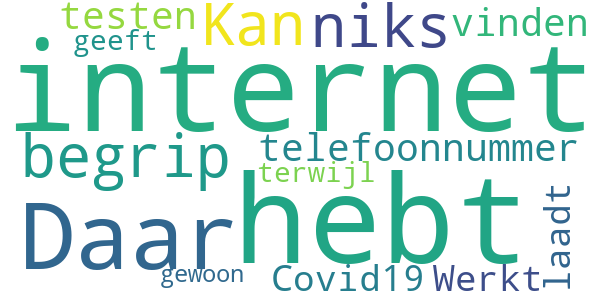 testen Kan niks vinden
geeft
internet
begrip telefoonnummer
terwijl
Daar hebt laadt
gewoon Covid19 Werkt